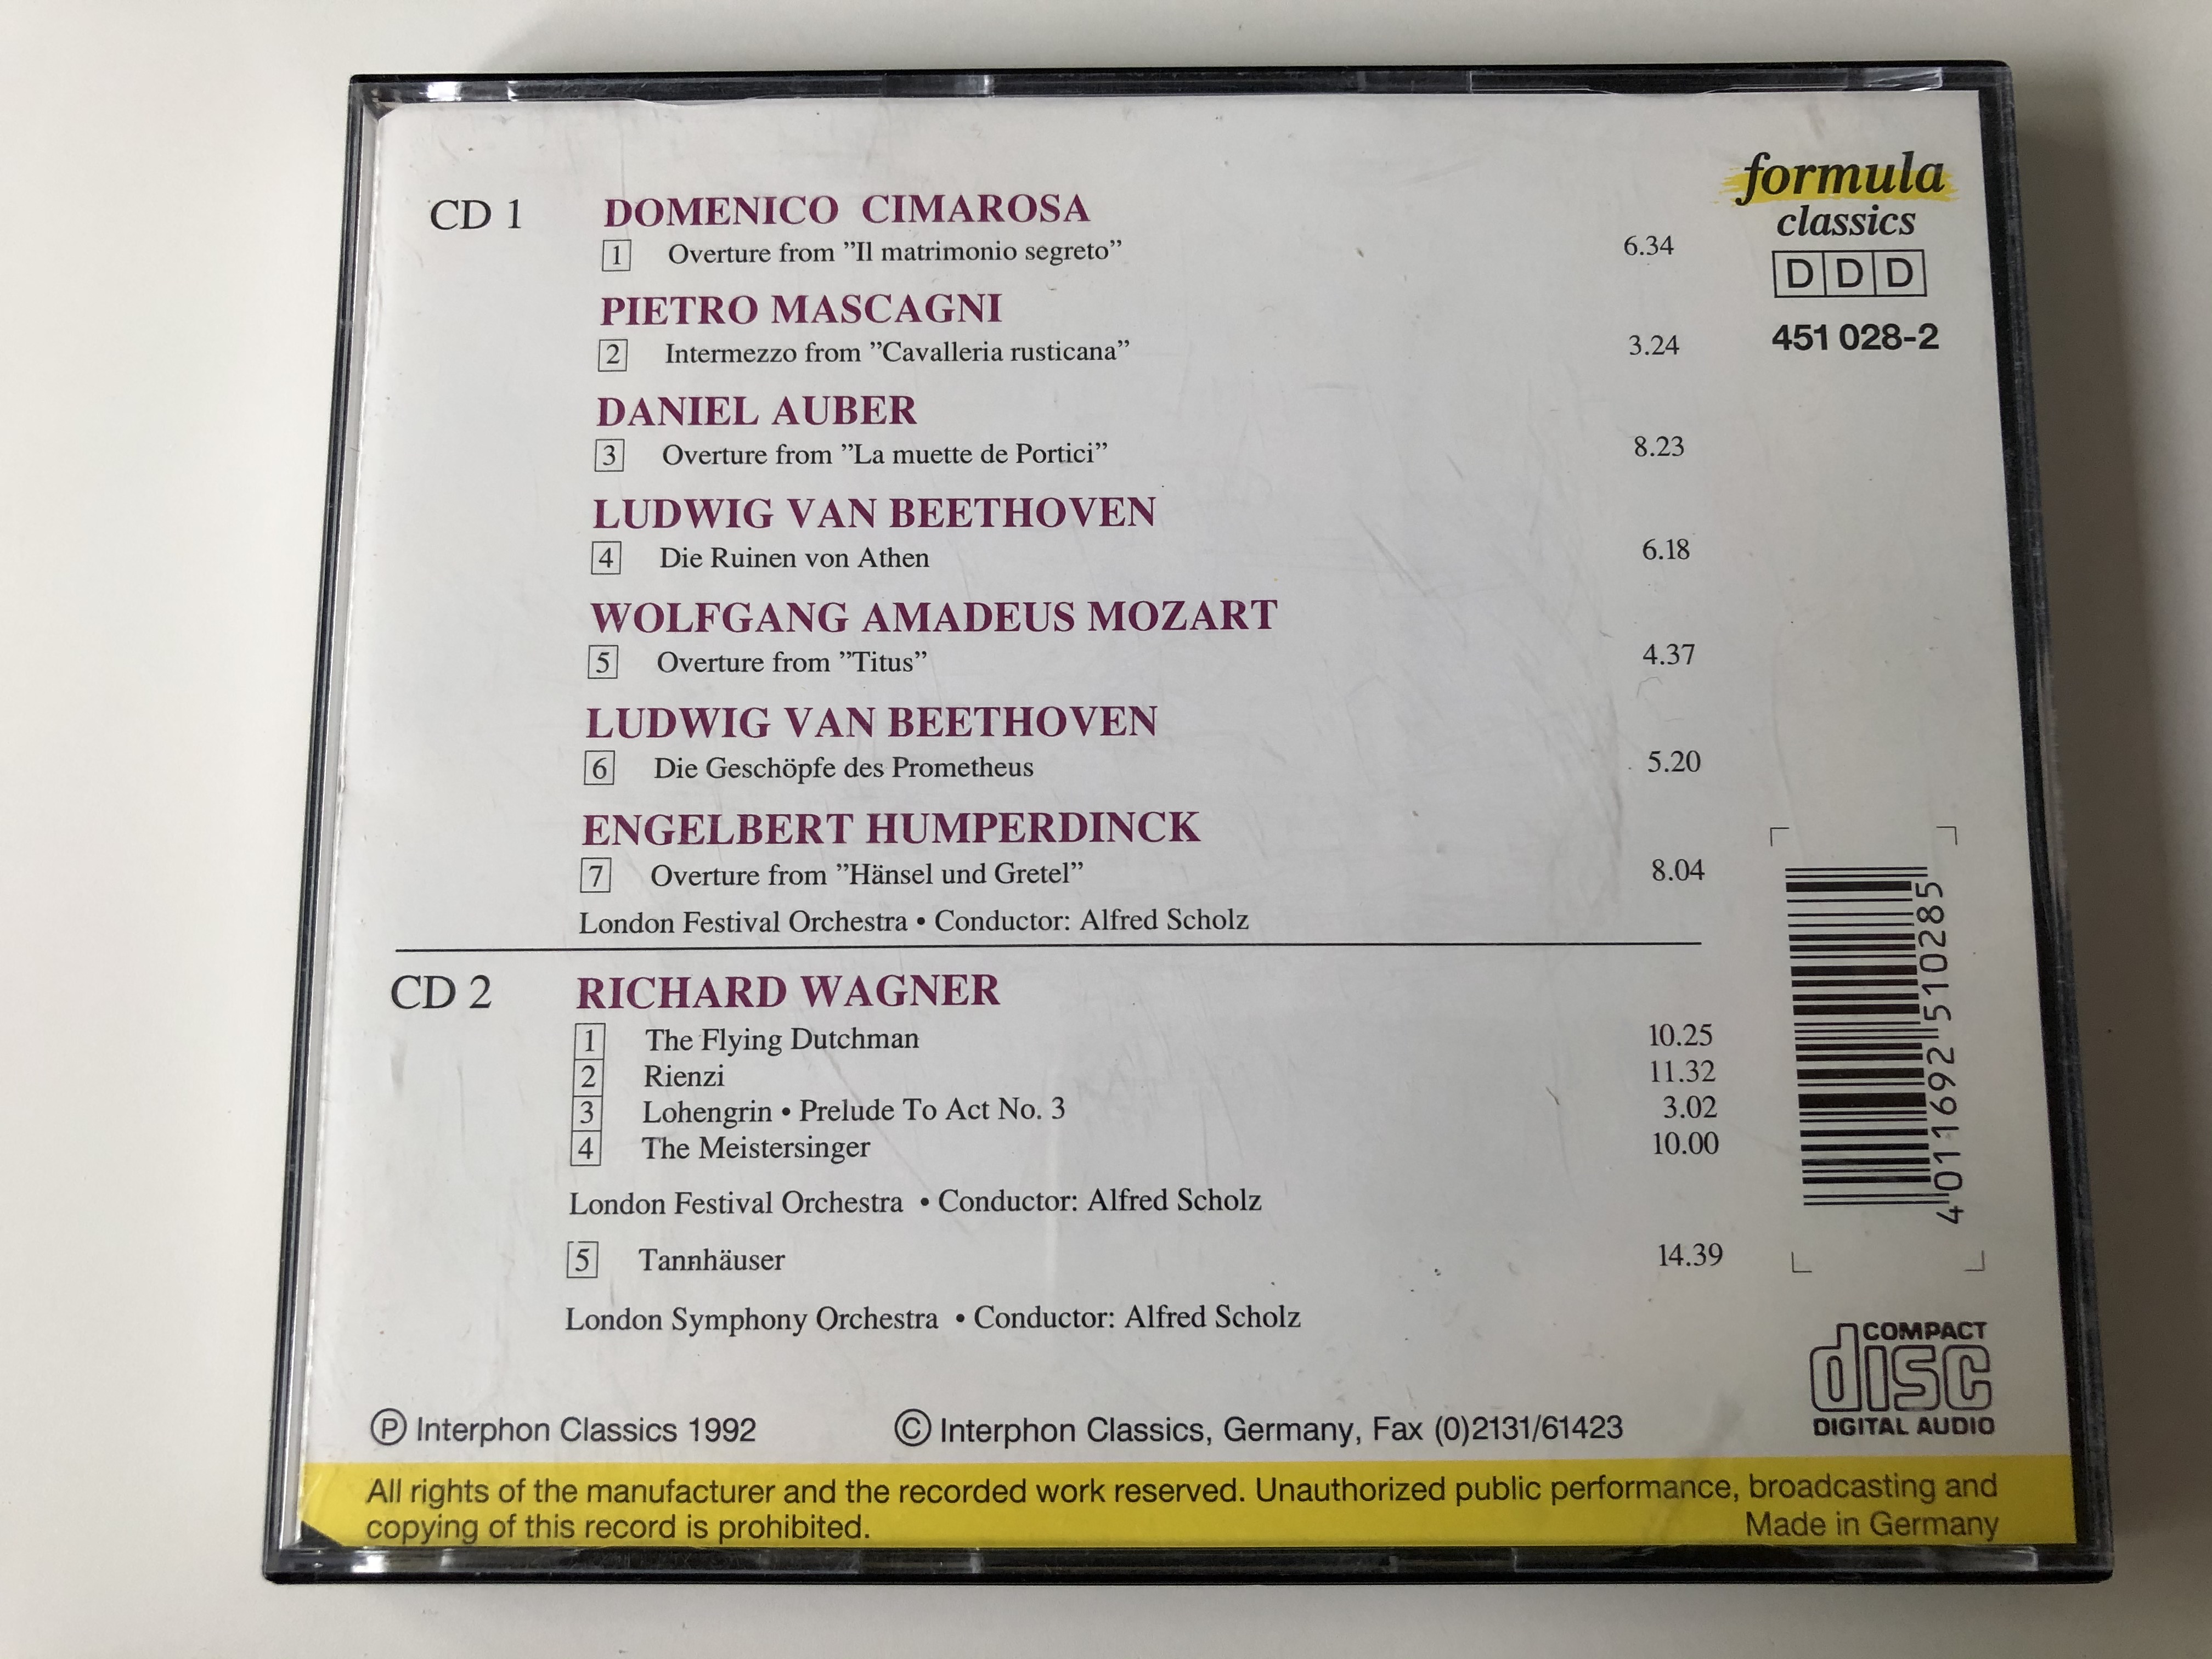 formula
classics
DDD
451 028-2
CD 1 DOMENICO CIMAROSA
1 Overture from ”Il matrimonio segreto” 6.34
PIETRO MASCAGNI
2 Intermezzo from ”Cavalleria rusticana” 3.24
DANIEL AUBER
3 Overture from ”La muette de Portici” 8.23
LUDWIG VAN BEETHOVEN
4 Die Ruinen von Athen 6.18
WOLFGANG AMADEUS MOZART
5 Overture from ”Titus” 4.37
LUDWIG VAN BEETHOVEN
6 Die Geschöpfe des Prometheus 5.20
ENGELBERT HUMPERDINCK
7 Overture from ”Hänsel und Gretel” 8.04
London Festival Orchestra • Conductor: Alfred Scholz
CD 2 RICHARD WAGNER
1 The Flying Dutchman 10.25
2 Rienzi 11.32
3 Lohengrin • Prelude To Act No. 3 3.02
4 The Meistersinger 10.00
London Festival Orchestra • Conductor: Alfred Scholz
5 Tannhäuser 14.39
London Symphony Orchestra • Conductor: Alfred Scholz
4 011692 510285
COMPACT
disc
DIGITAL AUDIO
Ⓟ Interphon Classics 1992 © Interphon Classics, Germany, Fax (0)2131/61423
All rights of the manufacturer and the recorded work reserved. Unauthorized public performance, broadcasting and
copying of this record is prohibited. Made in Germany